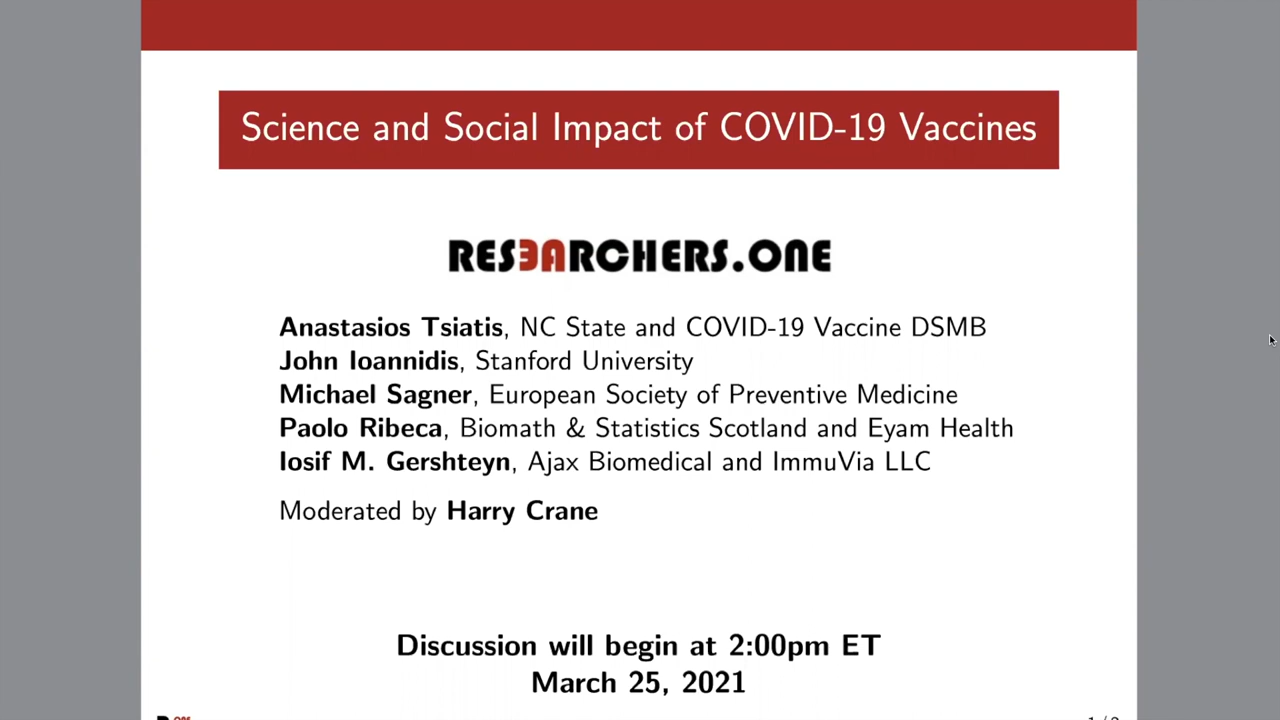 Science and Social Impact of COVID-19 Vaccines
RESEARCHERS.ONE
Anastasios Tsiatis, NC State and COVID-19 Vaccine DSMB
John Ioannidis, Stanford University
Michael Sagner, European Society of Preventive Medicine
Paolo Ribeca, Biomath & Statistics Scotland and Eyam Health
Iosif M. Gershteyn, Ajax Biomedical and ImmuVia LLC
Moderated by Harry Crane
Discussion will begin at 2:00pm ET
March 25, 2021